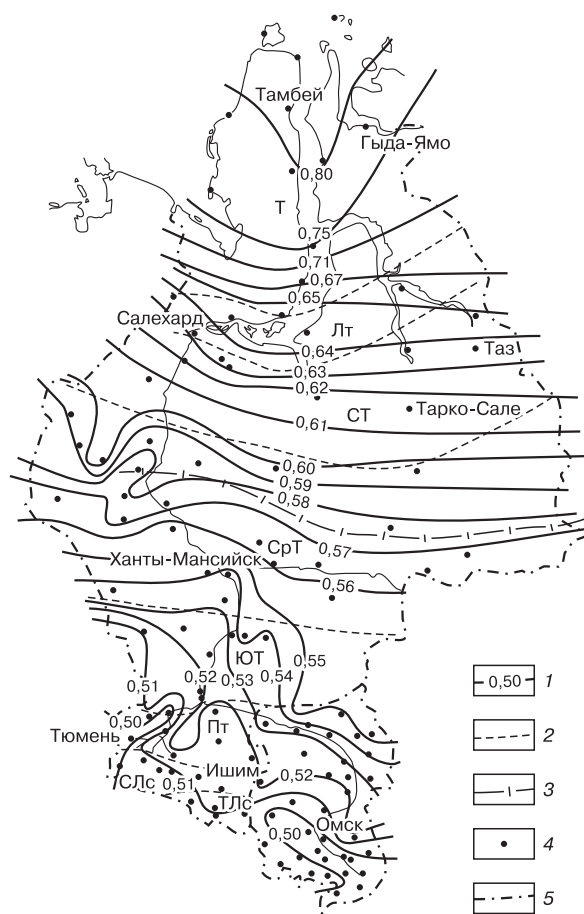 Тамбей
Гыда-Ямо
0,80
Т
0,75
0,71
0,67
0,65
Салехард
Лт
0,64
Таз
0,63
0,62
СТ
Тарко-Сале
0,61
0,60
0,59
0,58
СрТ
0,57
Ханты-Мансийск
0,56
ЮТ
0,55
0,52
0,53
0,54
0,51
0,50
Пт
Тюмень
Ишим
0,52
СЛс
0,51
ТЛс
Омск
0,50
0,50 1
2
3
4
5